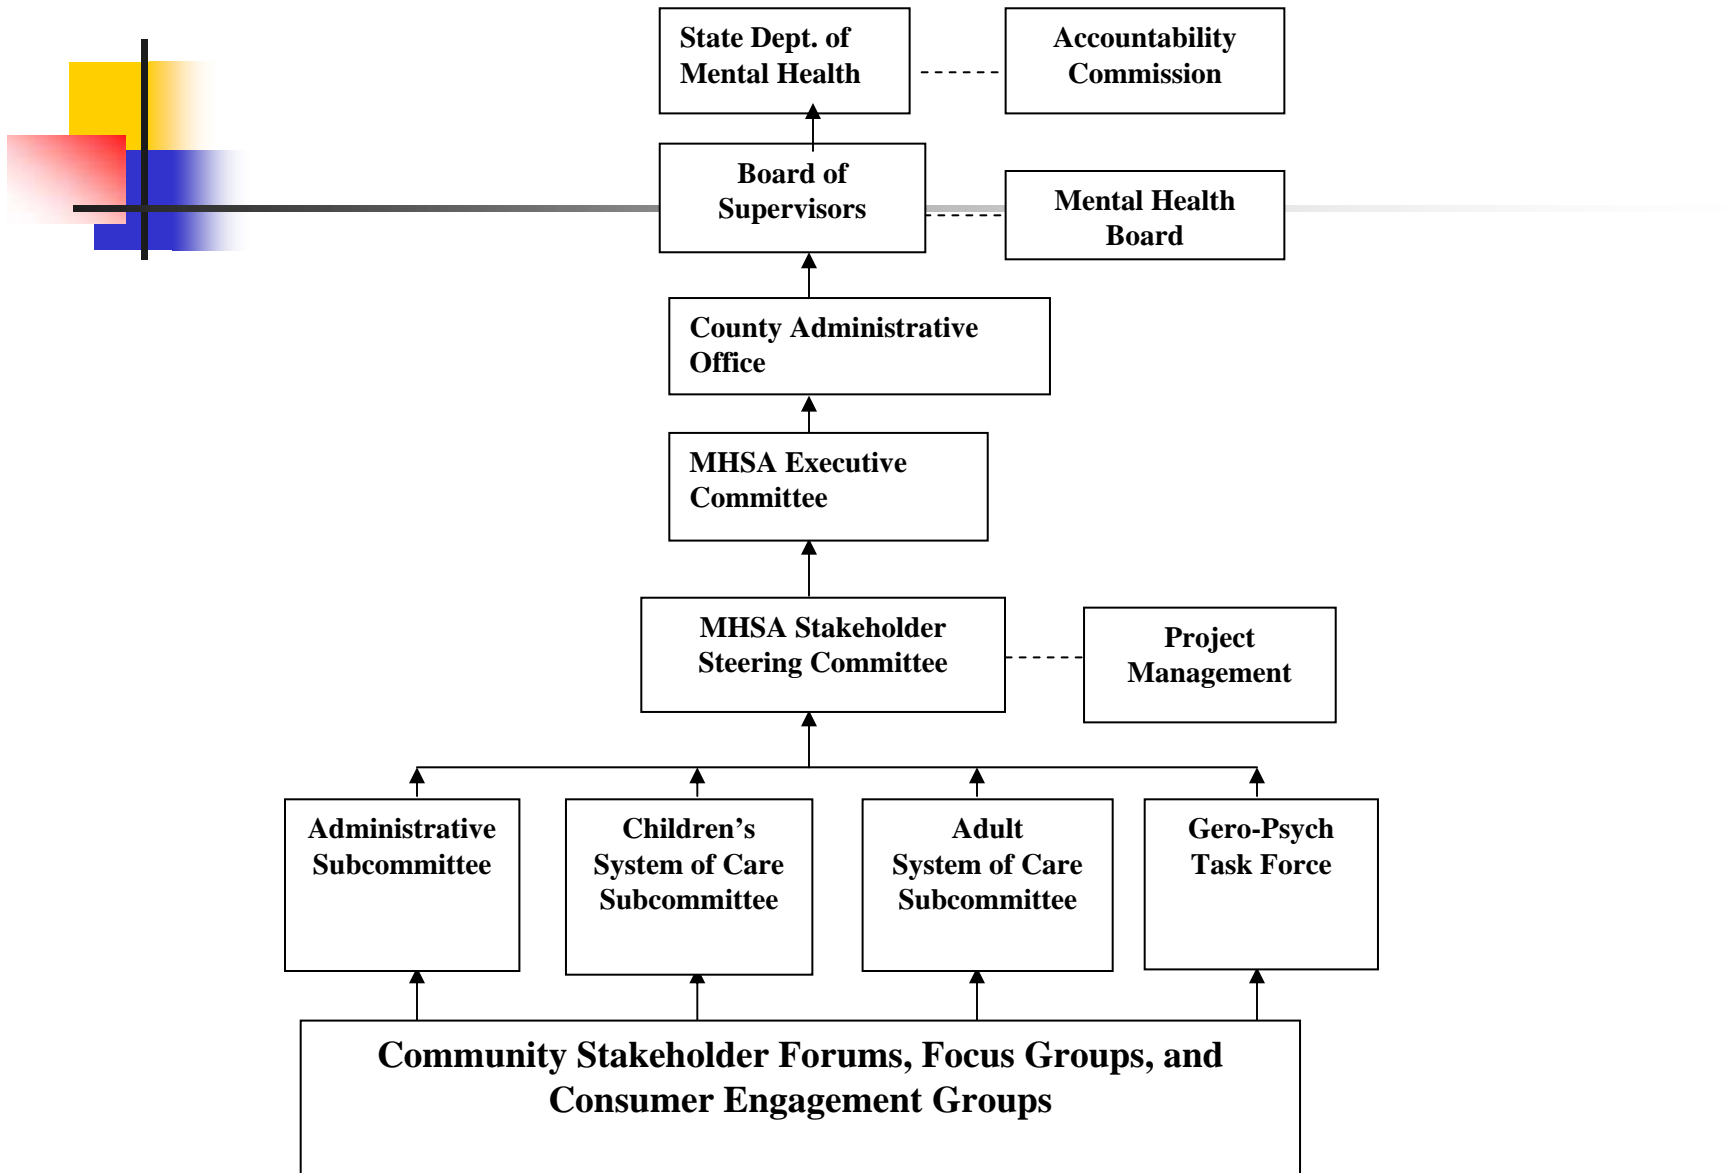 State Dept. of
Mental Health
Accountability
Commission
Board of
Supervisors
Mental Health
Board
County Administrative
Office
MHSA Executive
Committee
MHSA Stakeholder
Steering Committee
Project
Management
Administrative
Subcommittee
Children’s
System of Care
Subcommittee
Adult
System of Care
Subcommittee
Gero-Psych
Task Force
Community Stakeholder Forums, Focus Groups, and
Consumer Engagement Groups